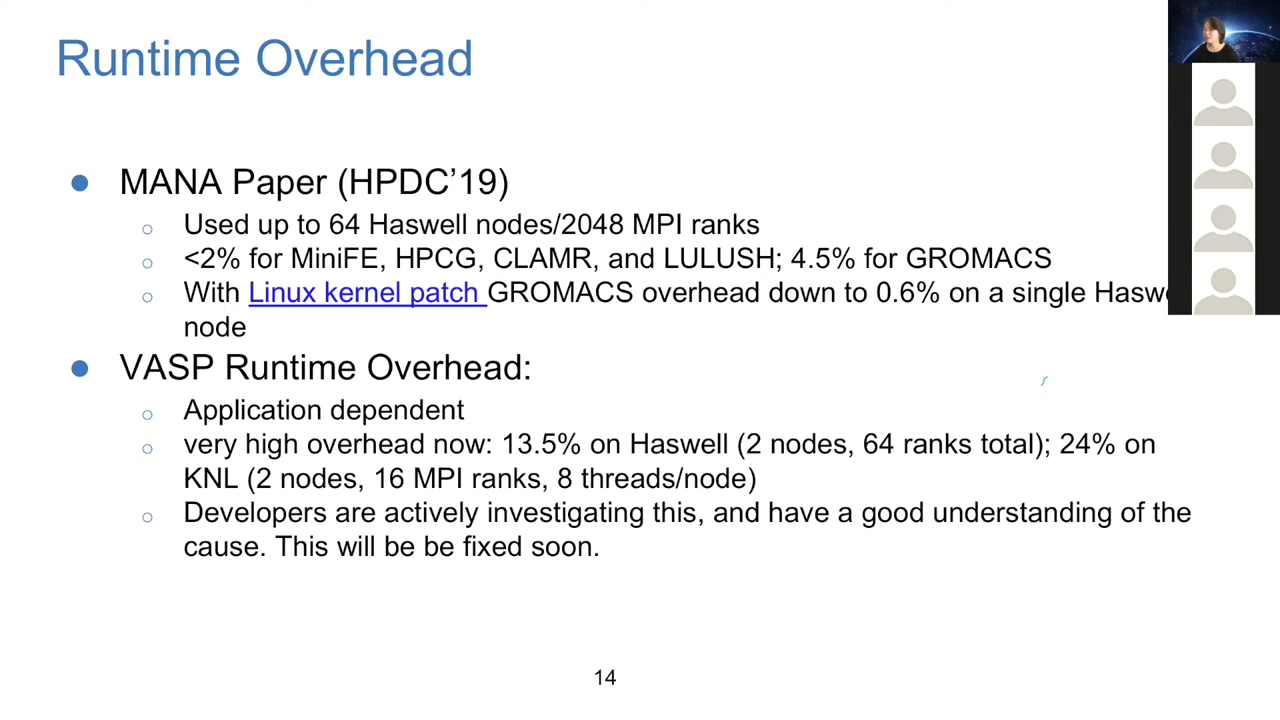 Runtime Overhead
MANA Paper (HPDC’19)
Used up to 64 Haswell nodes/2048 MPI ranks
<2% for MiniFE, HPCG, CLAMR, and LULUSH; 4.5% for GROMACS
With Linux kernel patch GROMACS overhead down to 0.6% on a single
node
VASP Runtime Overhead:
Application dependent
very high overhead now: 13.5% on Haswell (2 nodes, 64 ranks total); 24% on
KNL (2 nodes, 16 MPI ranks, 8 threads/node)
Developers are actively investigating this, and have a good understanding of the
cause. This will be be fixed soon.
14